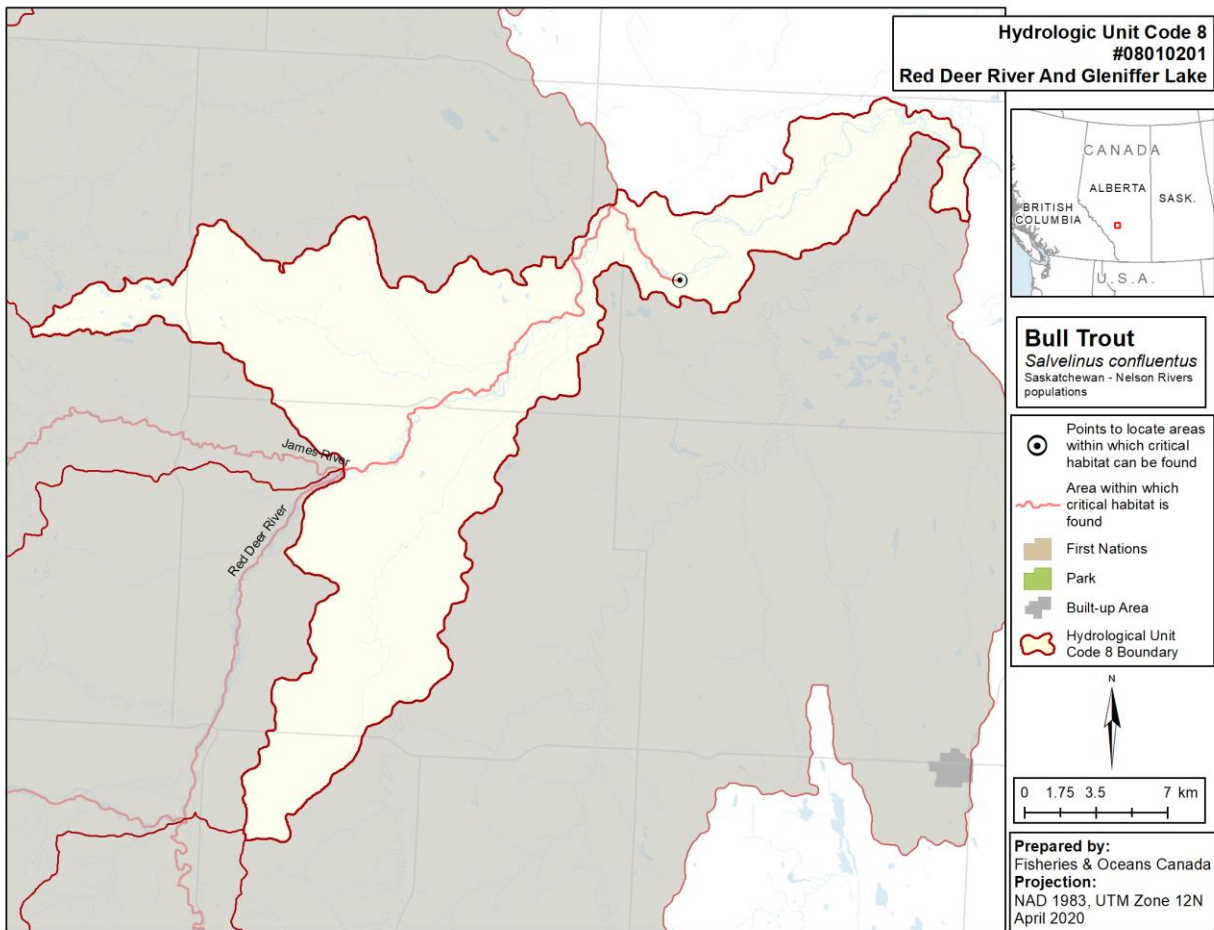 Hydrologic Unit Code 8
#08010201
Red Deer River And Gleniffer Lake
CANADA
ALBERTA
SASK.
BRITISH
COLUMBIA
U.S.A.
Bull Trout
Salvelinus confluentus
Saskatchewan - Nelson Rivers
populations
Points to locate areas
within which critical
habitat can be found
Area within which
critical habitat is
found
First Nations
Park
Built-up Area
Hydrological Unit
Code 8 Boundary
N
0 1.75 3.5 7 km
Prepared by:
Fisheries & Oceans Canada
Projection:
NAD 1983, UTM Zone 12N
April 2020
James River
Red Deer River